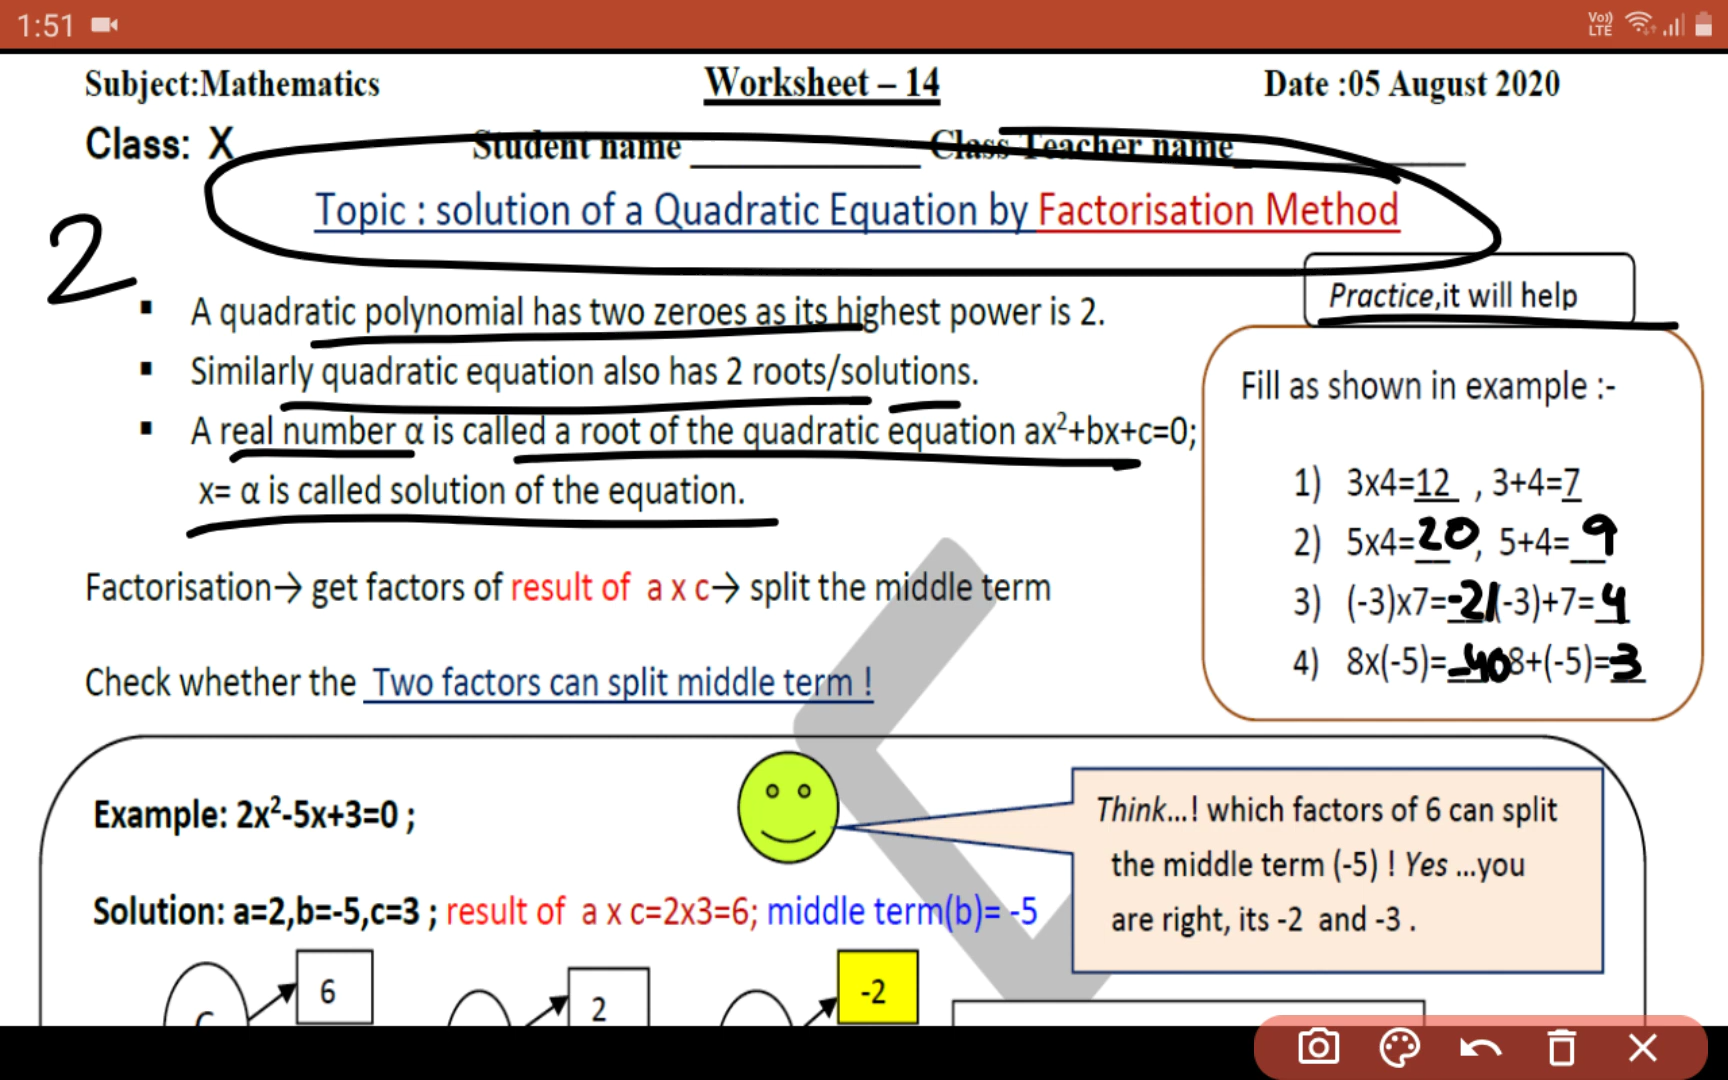 1:51 Vo)) LTE
Subject:Mathematics Worksheet – 14 Date :05 August 2020
Class: X Student name ____________ Class Teacher name____________
Topic : solution of a Quadratic Equation by Factorisation Method
2
Practice,it will help
▪ A quadratic polynomial has two zeroes as its highest power is 2.
▪ Similarly quadratic equation also has 2 roots/solutions.
▪ A real number α is called a root of the quadratic equation ax²+bx+c=0;
x= α is called solution of the equation.
Fill as shown in example :-
1) 3x4=12 , 3+4=7
2) 5x4=20, 5+4=9
3) (-3)x7=-21(-3)+7=4
4) 8x(-5)=-40 8+(-5)=3
Factorisation→ get factors of result of a x c→ split the middle term
Check whether the Two factors can split middle term !
Example: 2x²-5x+3=0 ;
Think...! which factors of 6 can split
the middle term (-5) ! Yes ...you
are right, its -2 and -3 .
Solution: a=2,b=-5,c=3 ; result of a x c=2x3=6; middle term(b)= -5
6 2 -2